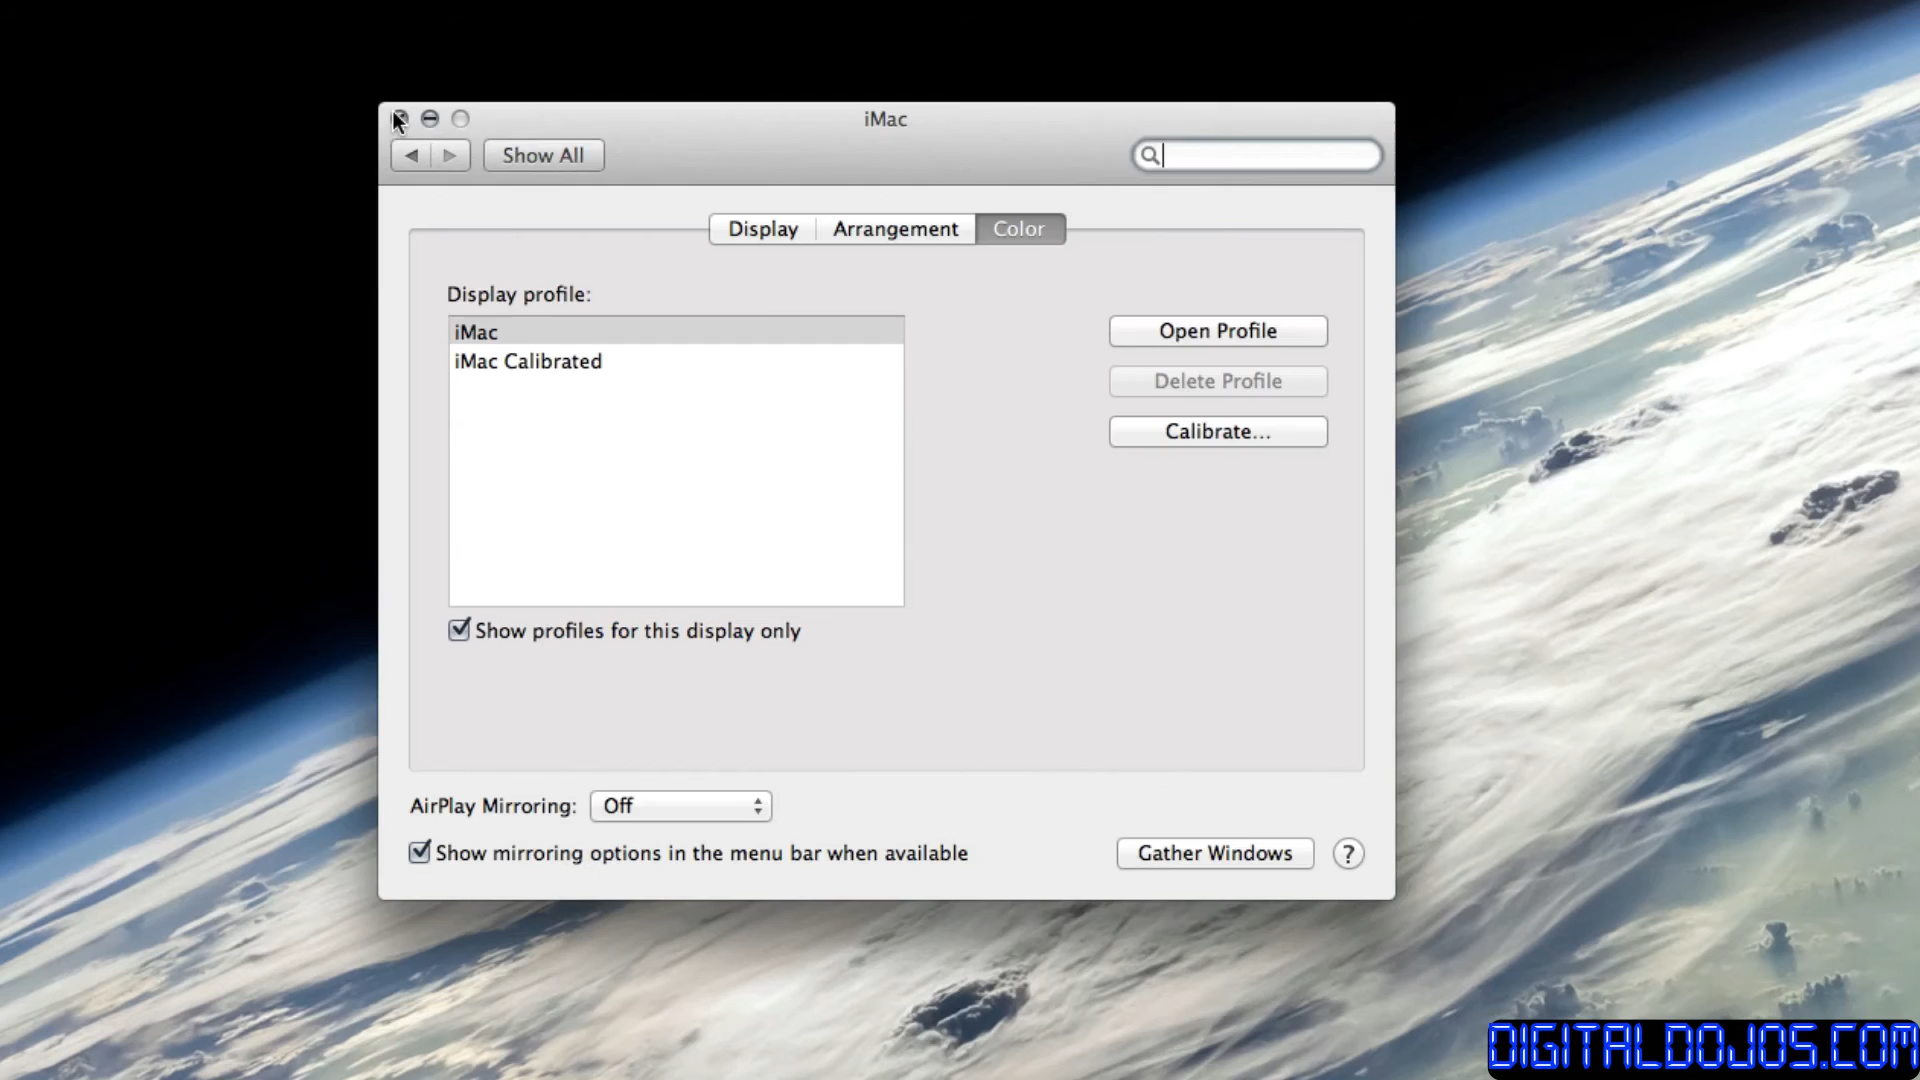 iMac
Show All
Display Arrangement Color
Display profile:
iMac
iMac Calibrated
Open Profile
Delete Profile
Calibrate...
Show profiles for this display only
AirPlay Mirroring: Off
Show mirroring options in the menu bar when available
Gather Windows ?
DIGITALDOJOS.COM